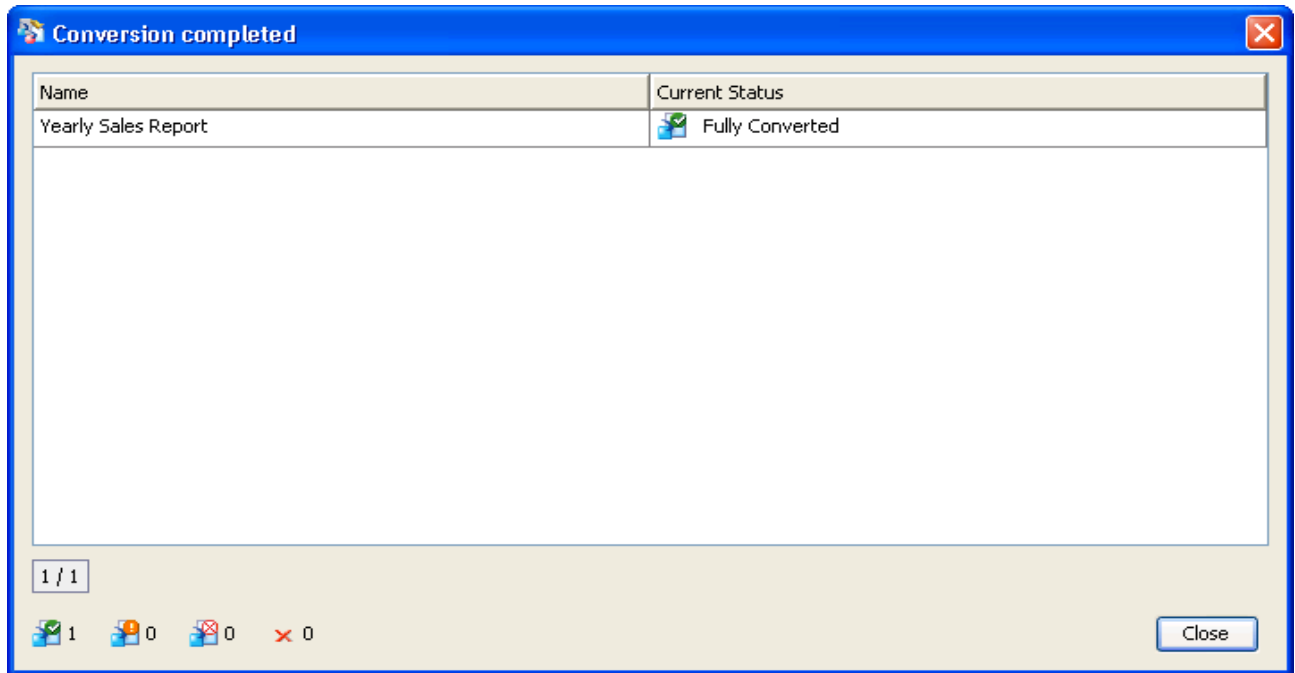 Conversion completed
Name Current Status
Yearly Sales Report Fully Converted
1 / 1
1 0 0 0 Close